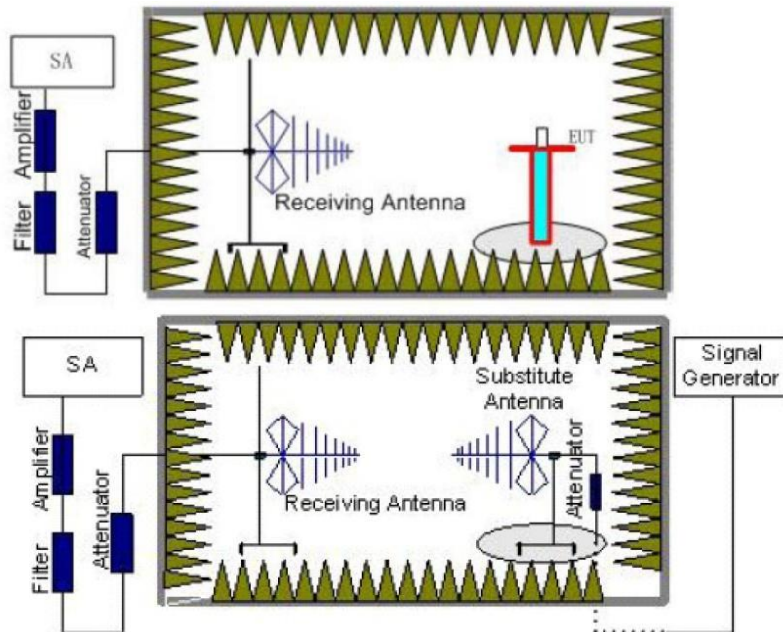 SA
Amplifier
Filter
Attenuator
Receiving Antenna
EUT
SA
Amplifier
Filter
Attenuator
Receiving Antenna
Substitute
Antenna
Attenuator
Signal
Generator